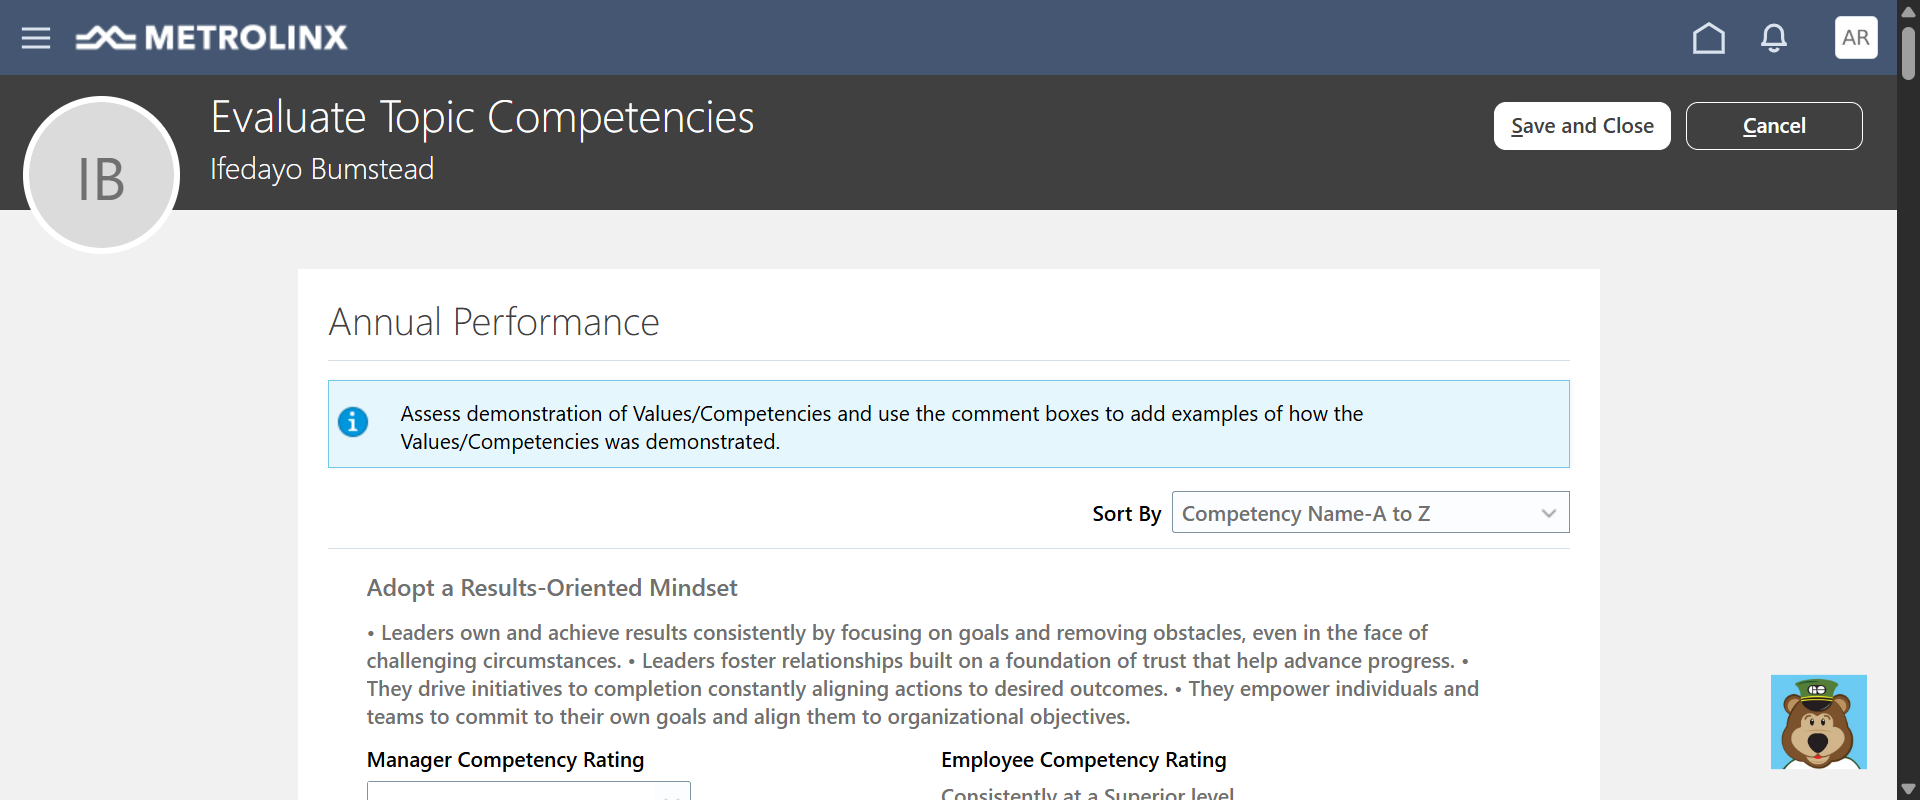 METROLINX
AR
IB
Evaluate Topic Competencies
Ifedayo Bumstead
Save and Close
Cancel
Annual Performance
Assess demonstration of Values/Competencies and use the comment boxes to add examples of how the
Values/Competencies was demonstrated.
Sort By
Competency Name-A to Z
Adopt a Results-Oriented Mindset
• Leaders own and achieve results consistently by focusing on goals and removing obstacles, even in the face of
challenging circumstances. • Leaders foster relationships built on a foundation of trust that help advance progress. •
They drive initiatives to completion constantly aligning actions to desired outcomes. • They empower individuals and
teams to commit to their own goals and align them to organizational objectives.
Manager Competency Rating
Employee Competency Rating
Consistently at a Superior level
GO